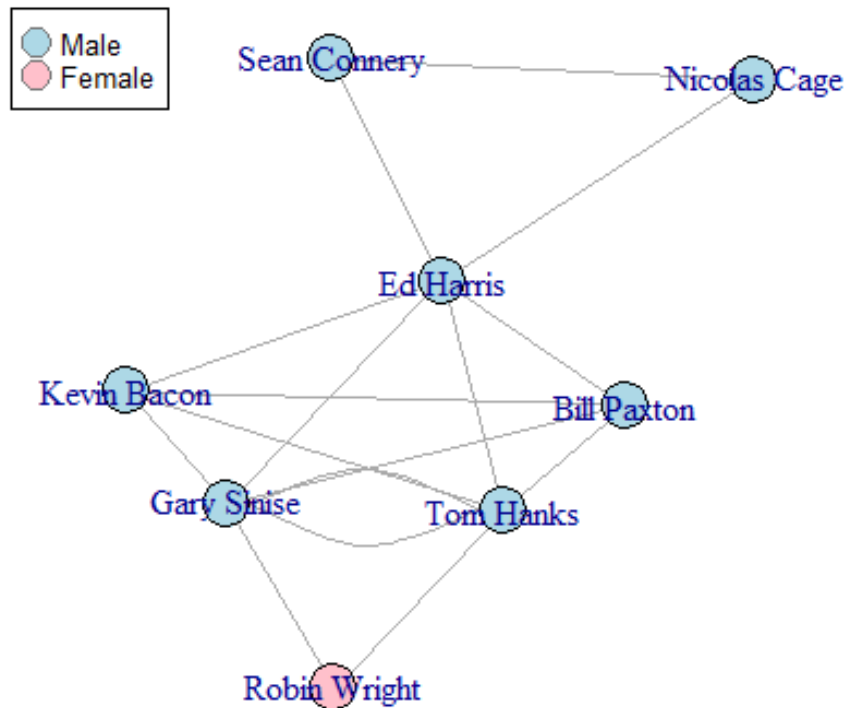 Male
Female
Sean Connery
Nicolas Cage
Ed Harris
Kevin Bacon
Bill Paxton
Gary Sinise
Tom Hanks
Robin Wright